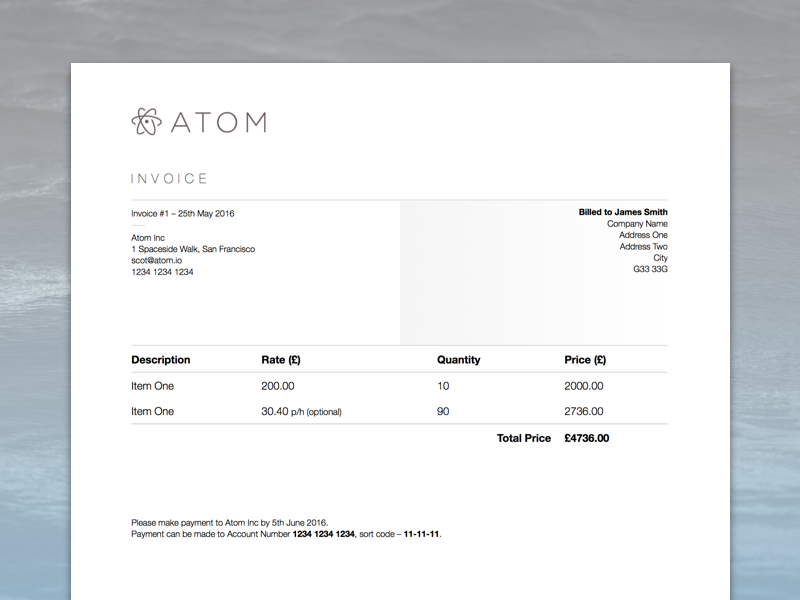 ATOM
INVOICE
Invoice #1 – 25th May 2016
Atom Inc
1 Spaceside Walk, San Francisco
scot@atom.io
1234 1234 1234
Billed to James Smith
Company Name
Address One
Address Two
City
G33 33G
Description Rate (£) Quantity Price (£)
Item One 200.00 10 2000.00
Item One 30.40 p/h (optional) 90 2736.00
Total Price £4736.00
Please make payment to Atom Inc by 5th June 2016.
Payment can be made to Account Number 1234 1234 1234, sort code – 11-11-11.